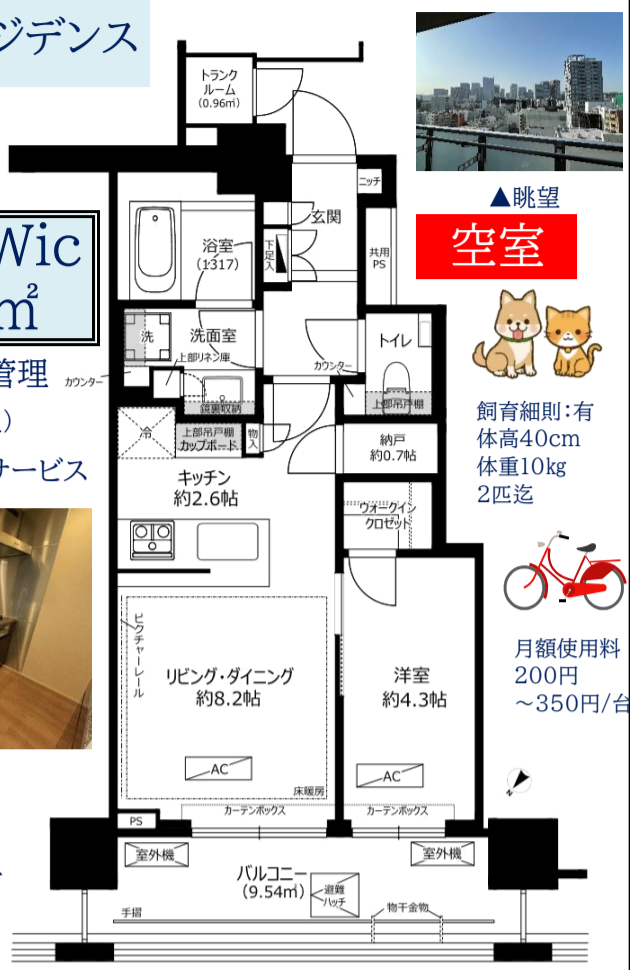 ジデンス
トランク
ルーム
(0.96㎡)
ニッチ
▲眺望
Wic
㎡
浴室
(1317)
玄関
下足入
共用
PS
空室
洗
洗面室
上部リネン庫
カウンター
トイレ
カウンター
上部吊戸棚
鏡裏収納
管理
)
サービス
冷
上部吊戸棚
カップボード
物入
納戸
約0.7帖
飼育細則:有
体高40cm
体重10kg
2匹迄
キッチン
約2.6帖
ウォークイン
クロゼット
ピクチャーレール
リビング・ダイニング
約8.2帖
洋室
約4.3帖
月額使用料
200円
~350円/台
AC
AC
床暖房
N
カーテンボックス
カーテンボックス
PS
室外機
室外機
バルコニー
(9.54㎡)
避難
ハッチ
手摺
物干金物